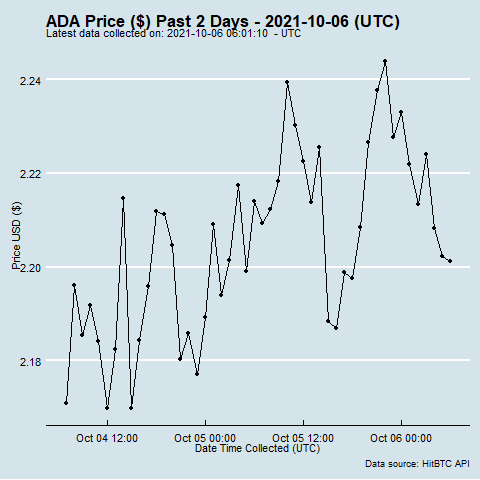 ADA Price ($) Past 2 Days - 2021-10-06 (UTC)
Latest data collected on: 2021-10-06 06:01:10 - UTC
2.24
2.22
2.20
2.18
Price USD ($)
Oct 04 12:00
Oct 05 00:00
Oct 05 12:00
Oct 06 00:00
Date Time Collected (UTC)
Data source: HitBTC API